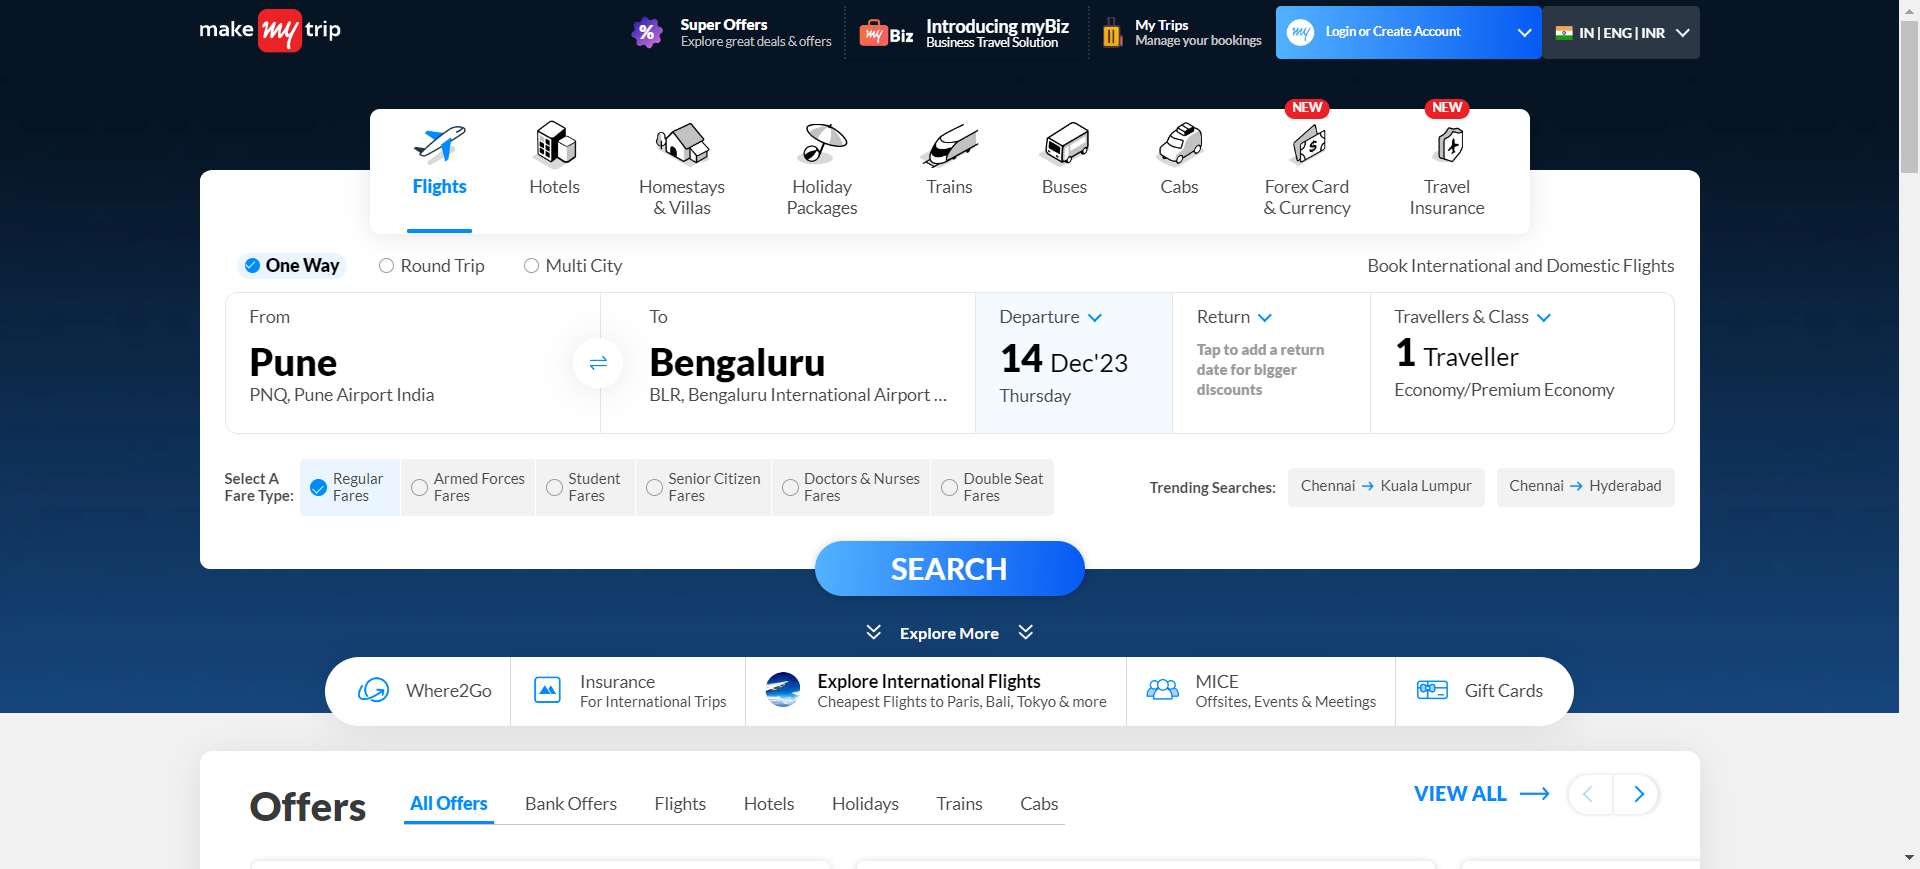 make my trip
Super Offers
Explore great deals & offers
my Biz
Introducing myBiz
Business Travel Solution
My Trips
Manage your bookings
my
Login or Create Account
IN | ENG | INR
Flights
Hotels
Homestays
& Villas
Holiday
Packages
Trains
Buses
Cabs
NEW
Forex Card
& Currency
NEW
Travel
Insurance
One Way
Round Trip
Multi City
Book International and Domestic Flights
From
Pune
PNQ, Pune Airport India
To
Bengaluru
BLR, Bengaluru International Airport ...
Departure
14 Dec'23
Thursday
Return
Tap to add a return
date for bigger
discounts
Travellers & Class
1 Traveller
Economy/Premium Economy
Select A
Fare Type:
Regular
Fares
Armed Forces
Fares
Student
Fares
Senior Citizen
Fares
Doctors & Nurses
Fares
Double Seat
Fares
Trending Searches:
Chennai → Kuala Lumpur
Chennai → Hyderabad
SEARCH
Explore More
Where2Go
Insurance
For International Trips
Explore International Flights
Cheapest Flights to Paris, Bali, Tokyo & more
MICE
Offsites, Events & Meetings
Gift Cards
Offers
All Offers
Bank Offers
Flights
Hotels
Holidays
Trains
Cabs
VIEW ALL